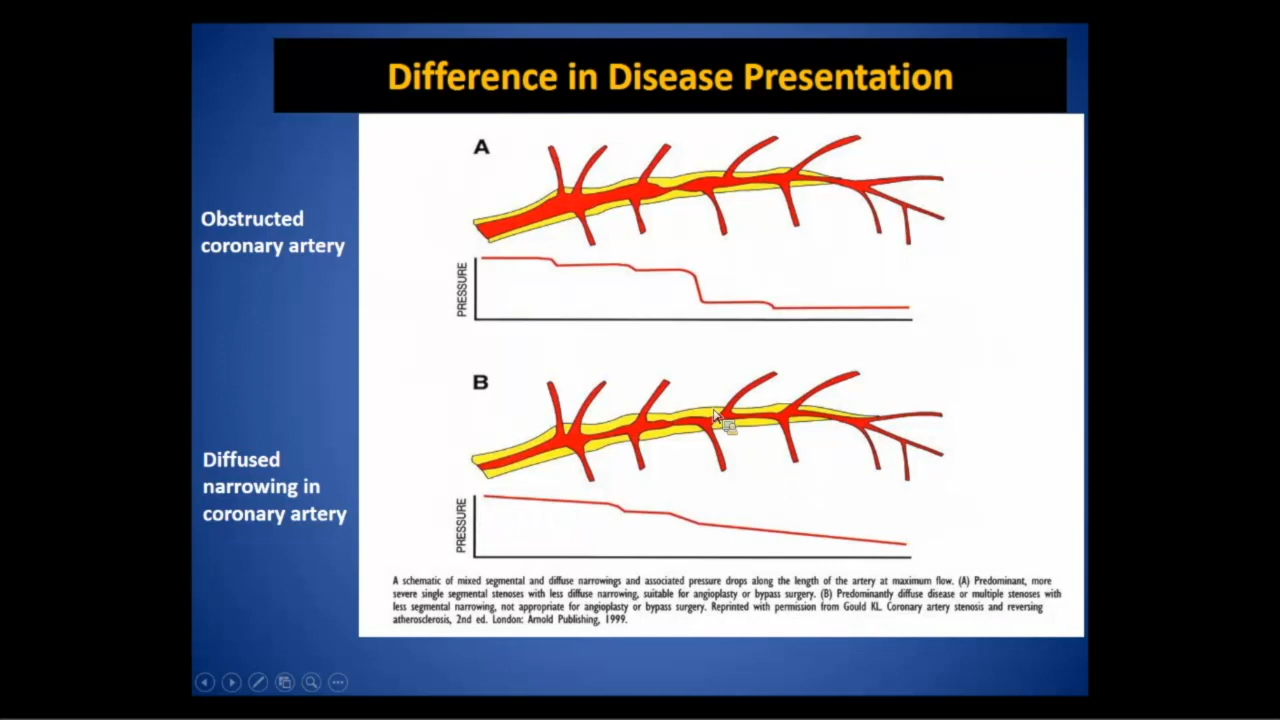 Difference in Disease Presentation
A
Obstructed
coronary artery
PRESSURE
B
Diffused
narrowing in
coronary artery
PRESSURE
A schematic of mixed segmental and diffuse narrowings and associated pressure drops along the length of the artery at maximum flow. (A) Predominant, more
severe single segmental stenoses with less diffuse narrowing, suitable for angioplasty or bypass surgery. (B) Predominantly diffuse disease or multiple stenoses with
less segmental narrowing, not appropriate for angioplasty or bypass surgery. Reprinted with permission from Gould KL. Coronary artery stenosis and reversing
atherosclerosis, 2nd ed. London: Arnold Publishing, 1999.